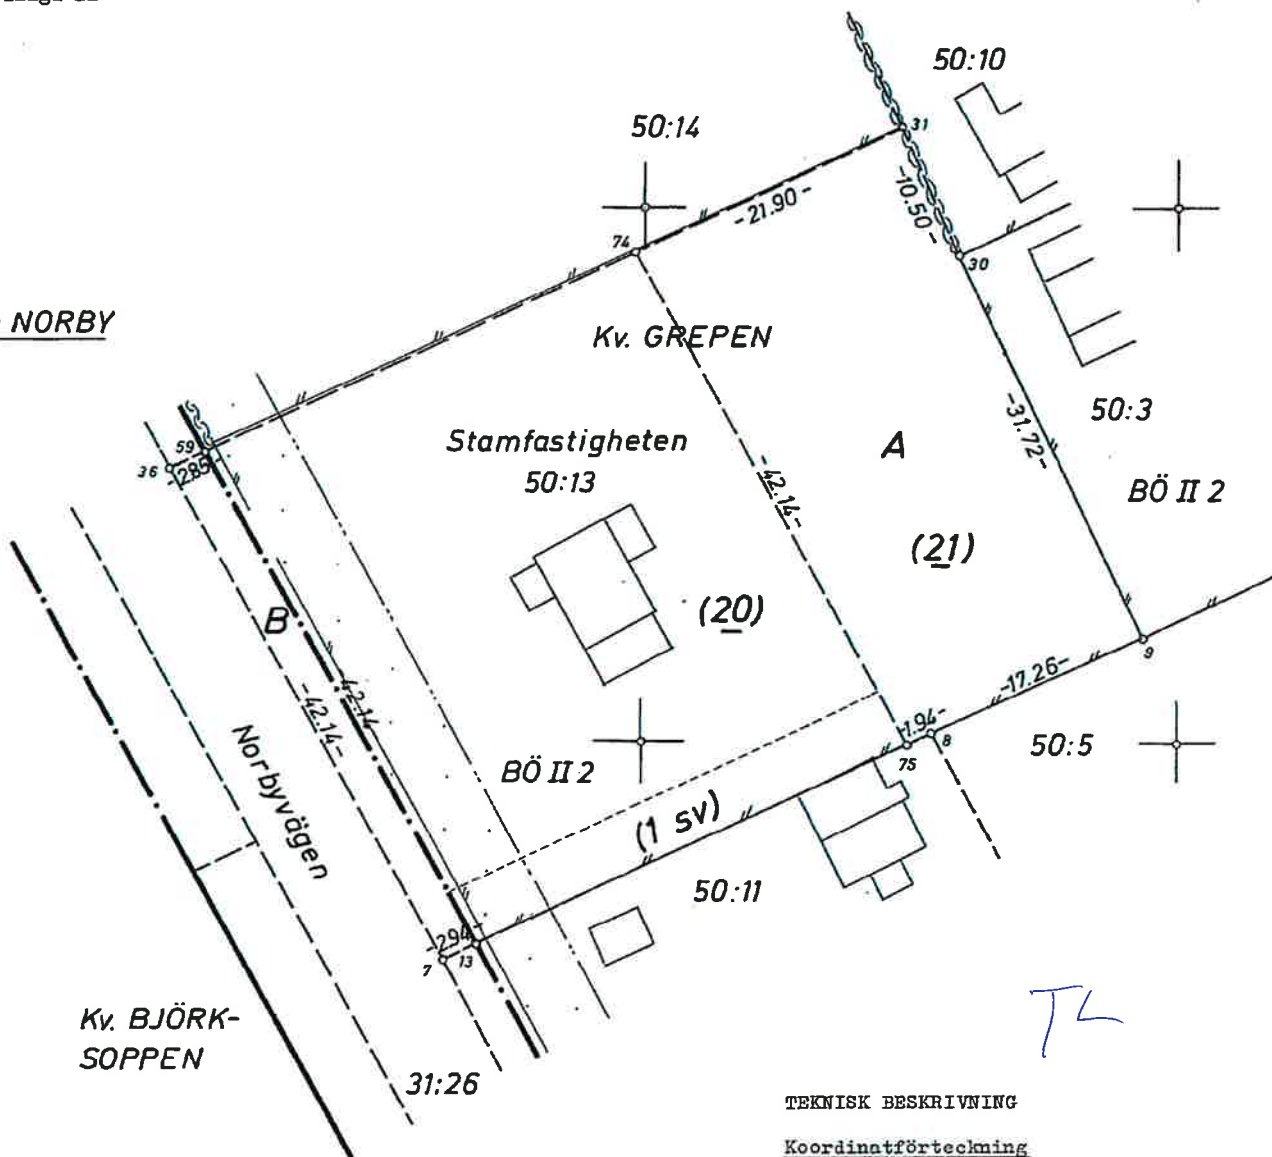 50:10
50:14
31
-21.90-
-10.50-
74
30
NORBY
Kv. GREPEN
50:3
59
36
-2.85-
Stamfastigheten
50:13
A
-31.72-
BÖ II 2
-42.14-
(21)
(20)
B
9
-42.14-
42.14
-17.26-
-1.94-
8
50:5
75
Norbyvägen
BÖ II 2
(1 sv)
50:11
-2.94-
7
13
Kv. BJÖRK-
SOPPEN
31:26
TL
TEKNISK BESKRIVNING
Koordinatförteckning